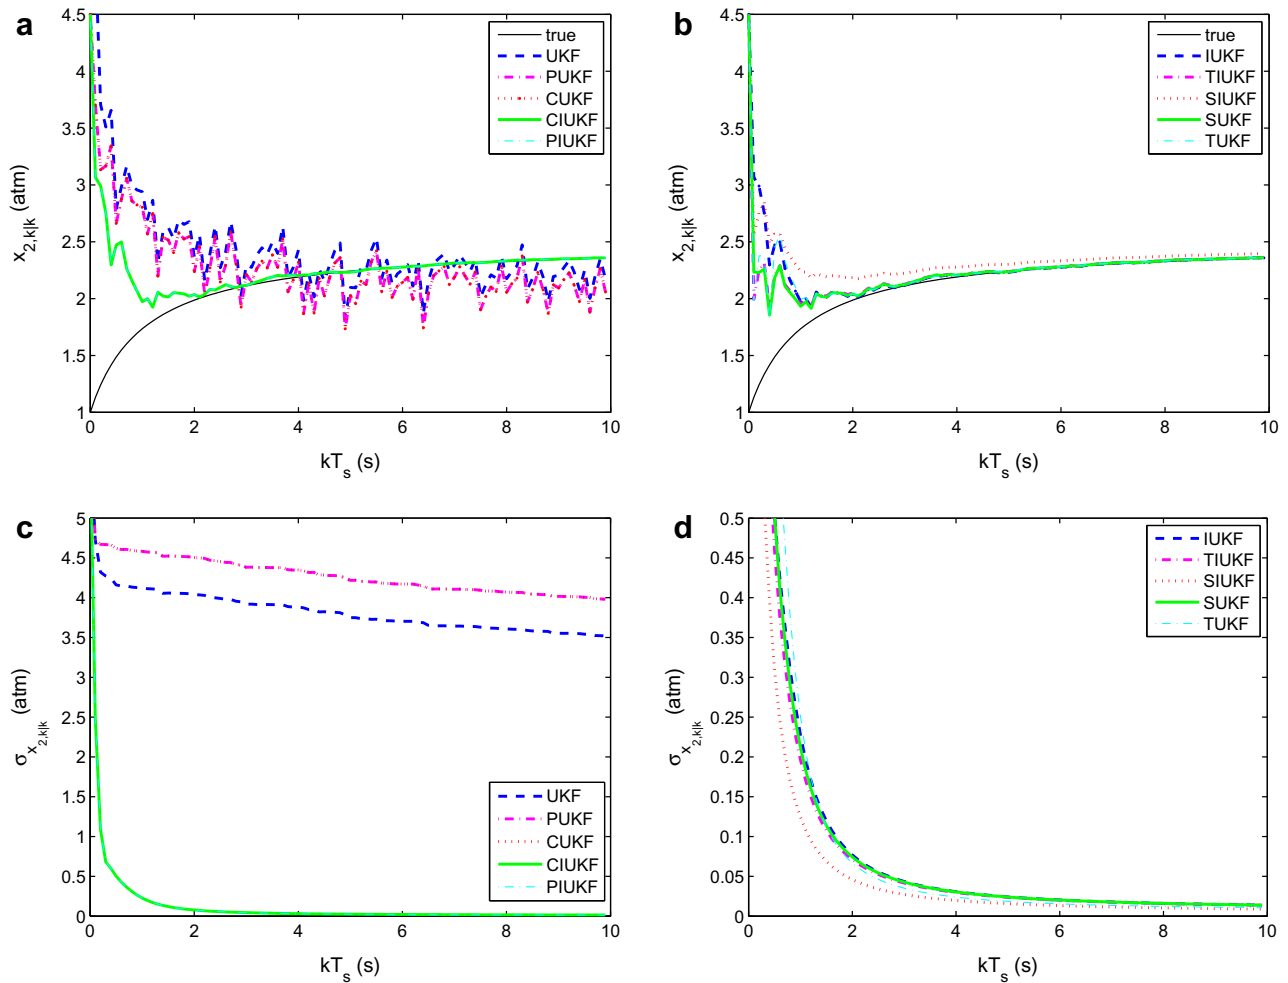 a
4.5
4
3.5
3
2.5
2
1.5
1
0 2 4 6 8 10
x2,k|k (atm)
kTs (s)
true
UKF
PUKF
CUKF
CIUKF
PIUKF
b
4.5
4
3.5
3
2.5
2
1.5
1
0 2 4 6 8 10
x2,k|k (atm)
kTs (s)
true
IUKF
TIUKF
SIUKF
SUKF
TUKF
c
5
4.5
4
3.5
3
2.5
2
1.5
1
0.5
0
0 2 4 6 8 10
σx2,k|k (atm)
kTs (s)
UKF
PUKF
CUKF
CIUKF
PIUKF
d
0.5
0.45
0.4
0.35
0.3
0.25
0.2
0.15
0.1
0.05
0
0 2 4 6 8 10
σx2,k|k (atm)
kTs (s)
IUKF
TIUKF
SIUKF
SUKF
TUKF